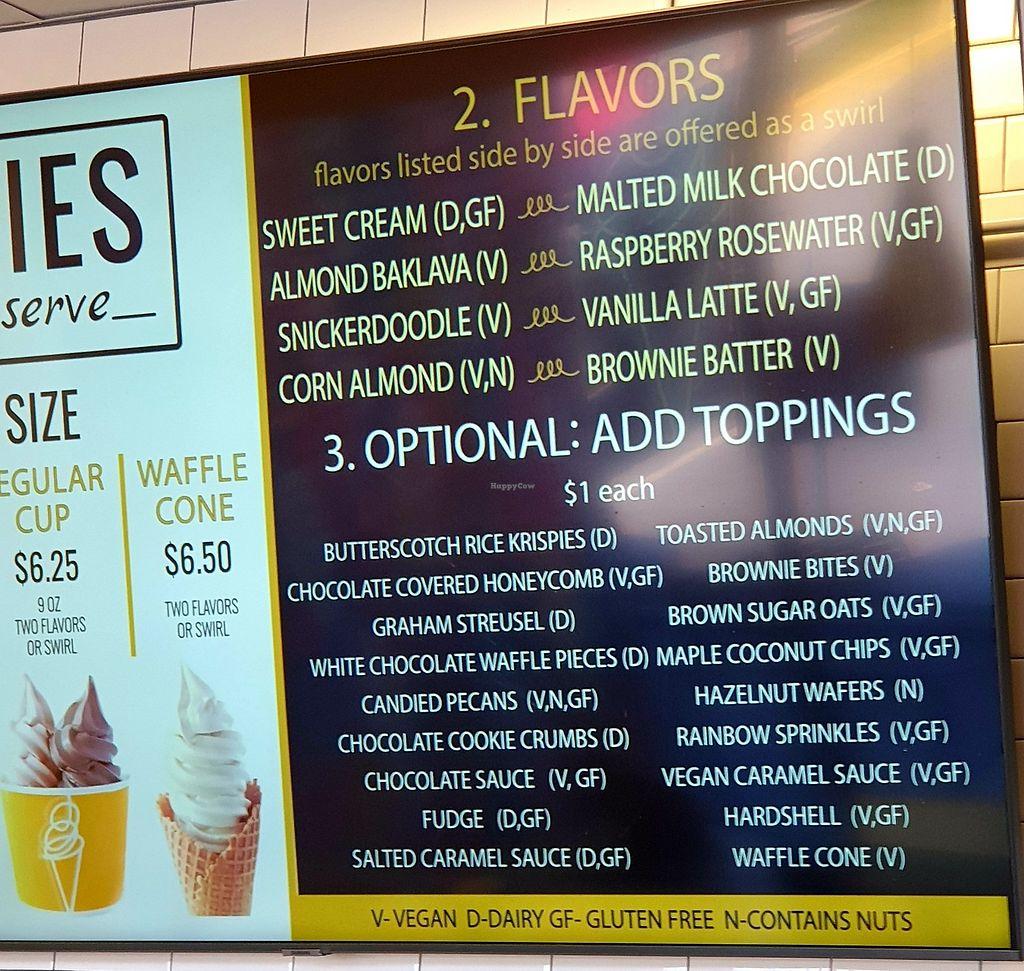 IES
serve_
SIZE
EGULAR
CUP
$6.25
9 OZ
TWO FLAVORS
OR SWIRL
WAFFLE
CONE
$6.50
TWO FLAVORS
OR SWIRL
2. FLAVORS
flavors listed side by side are offered as a swirl
SWEET CREAM (D,GF) MALTED MILK CHOCOLATE (D)
ALMOND BAKLAVA (V) RASPBERRY ROSEWATER (V,GF)
SNICKERDOODLE (V) VANILLA LATTE (V, GF)
CORN ALMOND (V,N) BROWNIE BATTER (V)
3. OPTIONAL: ADD TOPPINGS
HappyCow
$1 each
BUTTERSCOTCH RICE KRISPIES (D) TOASTED ALMONDS (V,N,GF)
CHOCOLATE COVERED HONEYCOMB (V,GF) BROWNIE BITES (V)
GRAHAM STREUSEL (D) BROWN SUGAR OATS (V,GF)
WHITE CHOCOLATE WAFFLE PIECES (D) MAPLE COCONUT CHIPS (V,GF)
CANDIED PECANS (V,N,GF) HAZELNUT WAFERS (N)
CHOCOLATE COOKIE CRUMBS (D) RAINBOW SPRINKLES (V,GF)
CHOCOLATE SAUCE (V, GF) VEGAN CARAMEL SAUCE (V,GF)
FUDGE (D,GF) HARDSHELL (V,GF)
SALTED CARAMEL SAUCE (D,GF) WAFFLE CONE (V)
V- VEGAN D-DAIRY GF- GLUTEN FREE N-CONTAINS NUTS